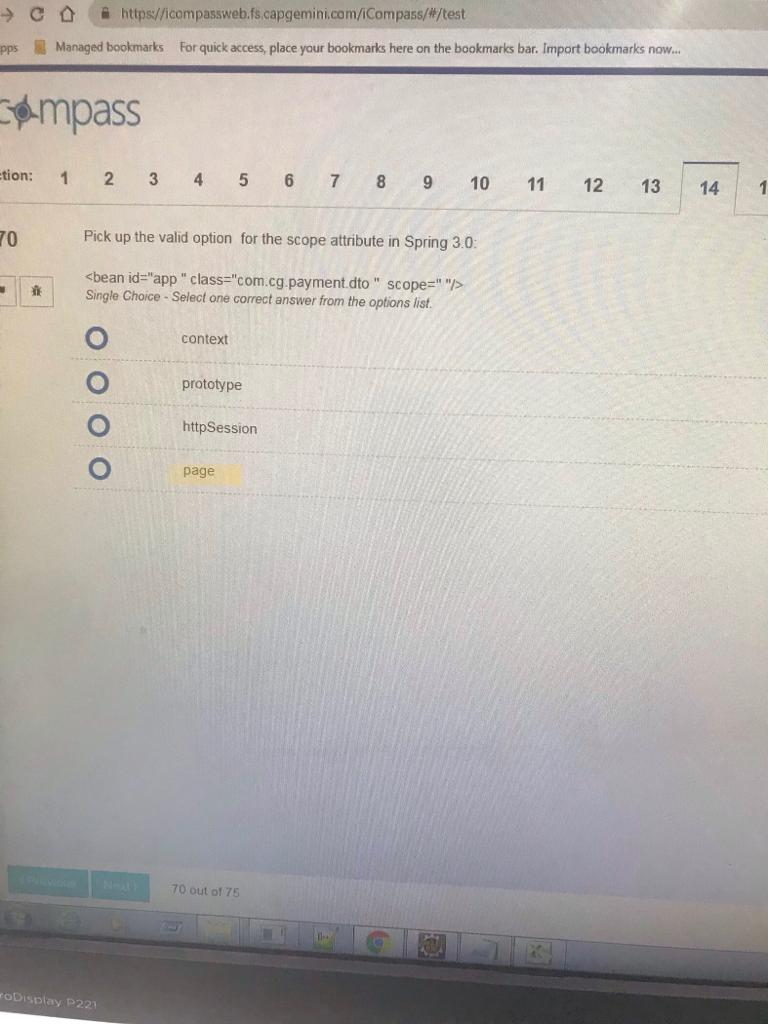 https://icompassweb.fs.capgemini.com/iCompass/#/test
pps Managed bookmarks For quick access, place your bookmarks here on the bookmarks bar. Import bookmarks now...
compass
tion: 1 2 3 4 5 6 7 8 9 10 11 12 13 14 1
70 Pick up the valid option for the scope attribute in Spring 3.0:
<bean id="app " class="com.cg.payment.dto " scope=" "/>
Single Choice - Select one correct answer from the options list.
context
prototype
httpSession
page
< Previous Next > 70 out of 75
roDisplay P221